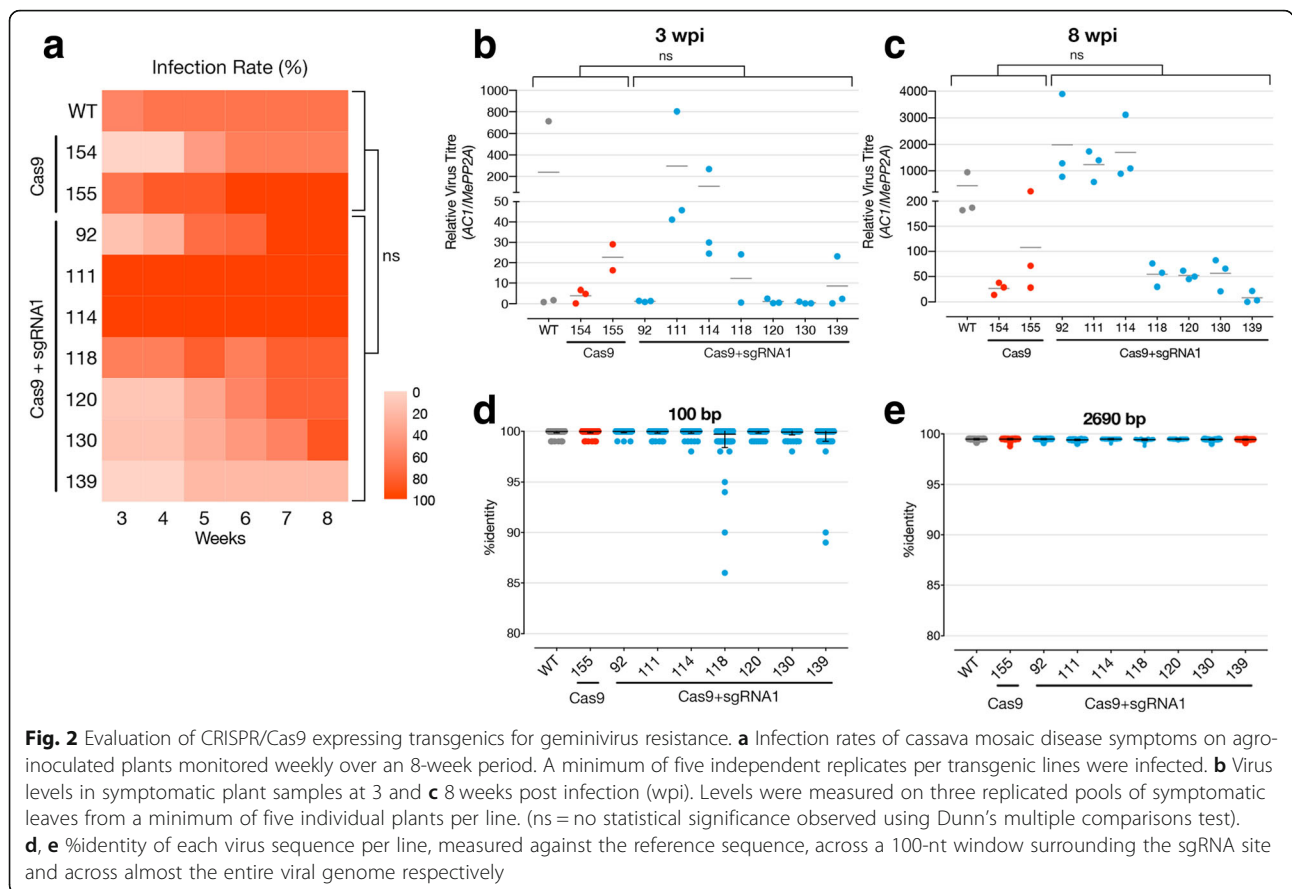 a
Infection Rate (%)
WT
Cas9
154
155
Cas9 + sgRNA1
92
111
114
118
120
130
139
ns
0
20
40
60
80
100
3 4 5 6 7 8
Weeks
b
3 wpi
ns
Relative Virus Titre
(AC1/MePP2A)
1000
800
600
400
200
50
40
30
20
10
0
WT 154 155 92 111 114 118 120 130 139
Cas9 Cas9+sgRNA1
c
8 wpi
ns
Relative Virus Titre
(AC1/MePP2A)
4000
3000
2000
1000
200
150
100
50
0
WT 154 155 92 111 114 118 120 130 139
Cas9 Cas9+sgRNA1
d
100 bp
%identity
100
95
90
85
80
WT 155 92 111 114 118 120 130 139
Cas9 Cas9+sgRNA1
e
2690 bp
%identity
100
95
90
85
80
WT 155 92 111 114 118 120 130 139
Cas9 Cas9+sgRNA1
Fig. 2 Evaluation of CRISPR/Cas9 expressing transgenics for geminivirus resistance. a Infection rates of cassava mosaic disease symptoms on agro-
inoculated plants monitored weekly over an 8-week period. A minimum of five independent replicates per transgenic lines were infected. b Virus
levels in symptomatic plant samples at 3 and c 8 weeks post infection (wpi). Levels were measured on three replicated pools of symptomatic
leaves from a minimum of five individual plants per line. (ns = no statistical significance observed using Dunn's multiple comparisons test).
d, e %identity of each virus sequence per line, measured against the reference sequence, across a 100-nt window surrounding the sgRNA site
and across almost the entire viral genome respectively